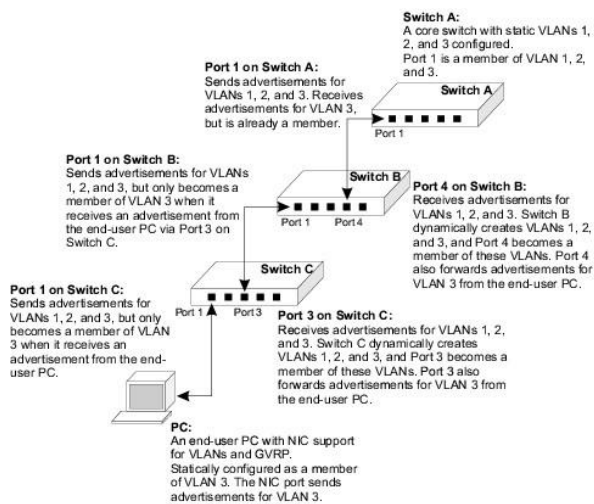 Switch A:
A core switch with static VLANs 1,
2, and 3 configured.
Port 1 is a member of VLAN 1, 2,
and 3.
Port 1 on Switch A:
Sends advertisements for
VLANs 1, 2, and 3. Receives
advertisements for VLAN 3,
but is already a member.
Switch A
Port 1
Port 1 on Switch B:
Sends advertisements for VLANs
1, 2, and 3, but only becomes a
member of VLAN 3 when it
receives an advertisement from
the end-user PC via Port 3 on
Switch C.
Switch B
Port 1
Port 4
Port 4 on Switch B:
Receives advertisements for
VLANs 1, 2, and 3. Switch B
dynamically creates VLANs 1, 2,
and 3, and Port 4 becomes a
member of these VLANs. Port 4
also forwards advertisements for
VLAN 3 from the end-user PC.
Switch C
Port 1
Port 3
Port 1 on Switch C:
Sends advertisements for
VLANs 1, 2, and 3, but only
becomes a member of VLAN
3 when it receives an
advertisement from the end-
user PC.
Port 3 on Switch C:
Receives advertisements for VLANs 1, 2,
and 3. Switch C dynamically creates
VLANs 1, 2, and 3, and Port 3 becomes a
member of these VLANs. Port 3 also
forwards advertisements for VLAN 3 from
the end-user PC.
PC:
An end-user PC with NIC support
for VLANs and GVRP.
Statically configured as a member
of VLAN 3. The NIC port sends
advertisements for VLAN 3.